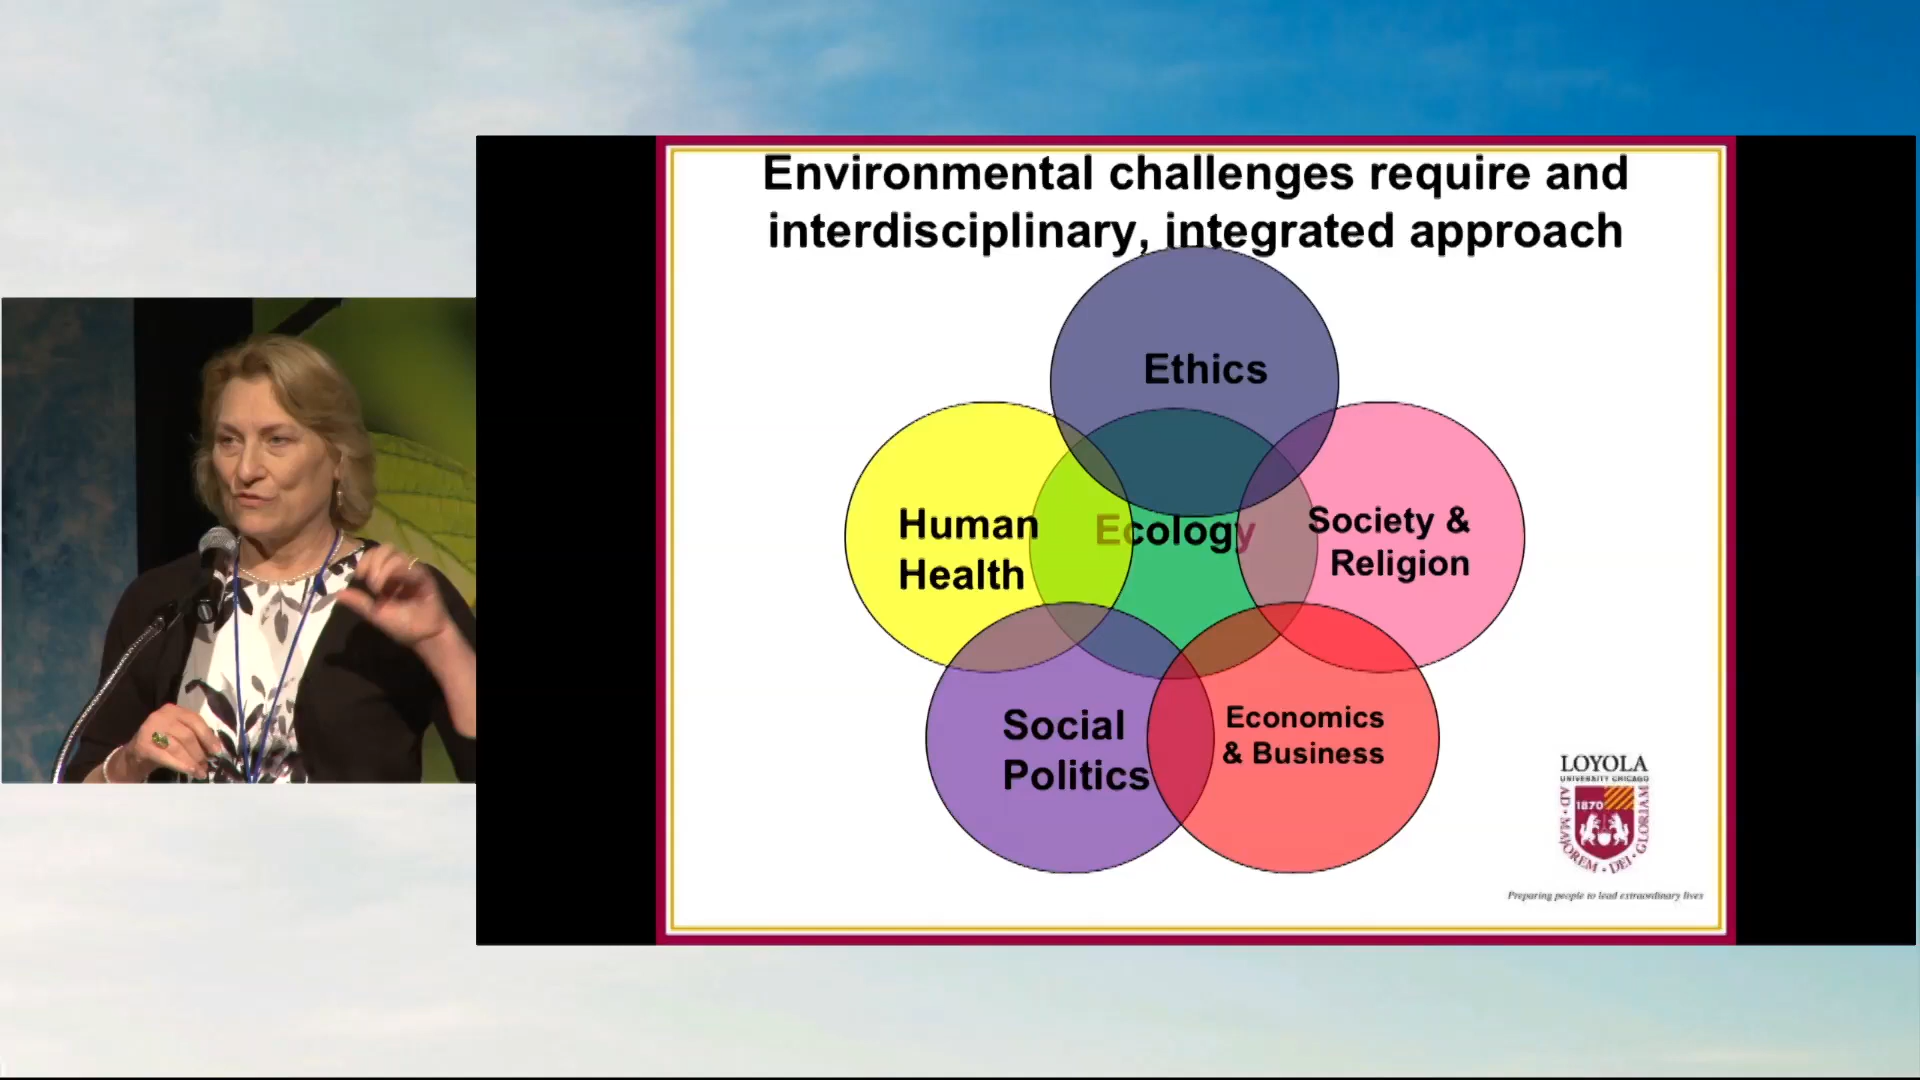 Environmental challenges require and
interdisciplinary, integrated approach
Ethics
Human
Health
Ecology
Society &
Religion
Social
Politics
Economics
& Business
LOYOLA
UNIVERSITY CHICAGO
1870
AD • MAJOREM • DEI • GLORIAM
Preparing people to lead extraordinary lives